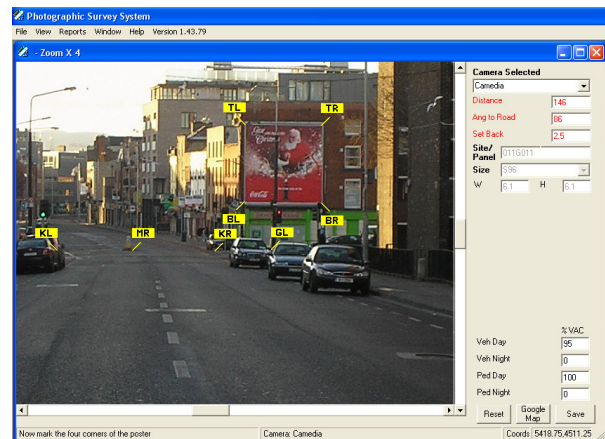 Photographic Survey System
File View Reports Window Help Version 1.43.79
- Zoom X 4
Camera Selected
Camedia
Distance 146
Ang to Road 86
Set Back 2.5
Site/
Panel 011G011
Size S96
W 6.1 H 6.1
TL TR
Coca-Cola
BL BR
KL MR KR GL
% VAC
Veh Day 95
Veh Night 0
Ped Day 100
Ped Night 0
Reset Google Map Save
Now mark the four corners of the poster Camera: Camedia Coords 5418.75,4511.25